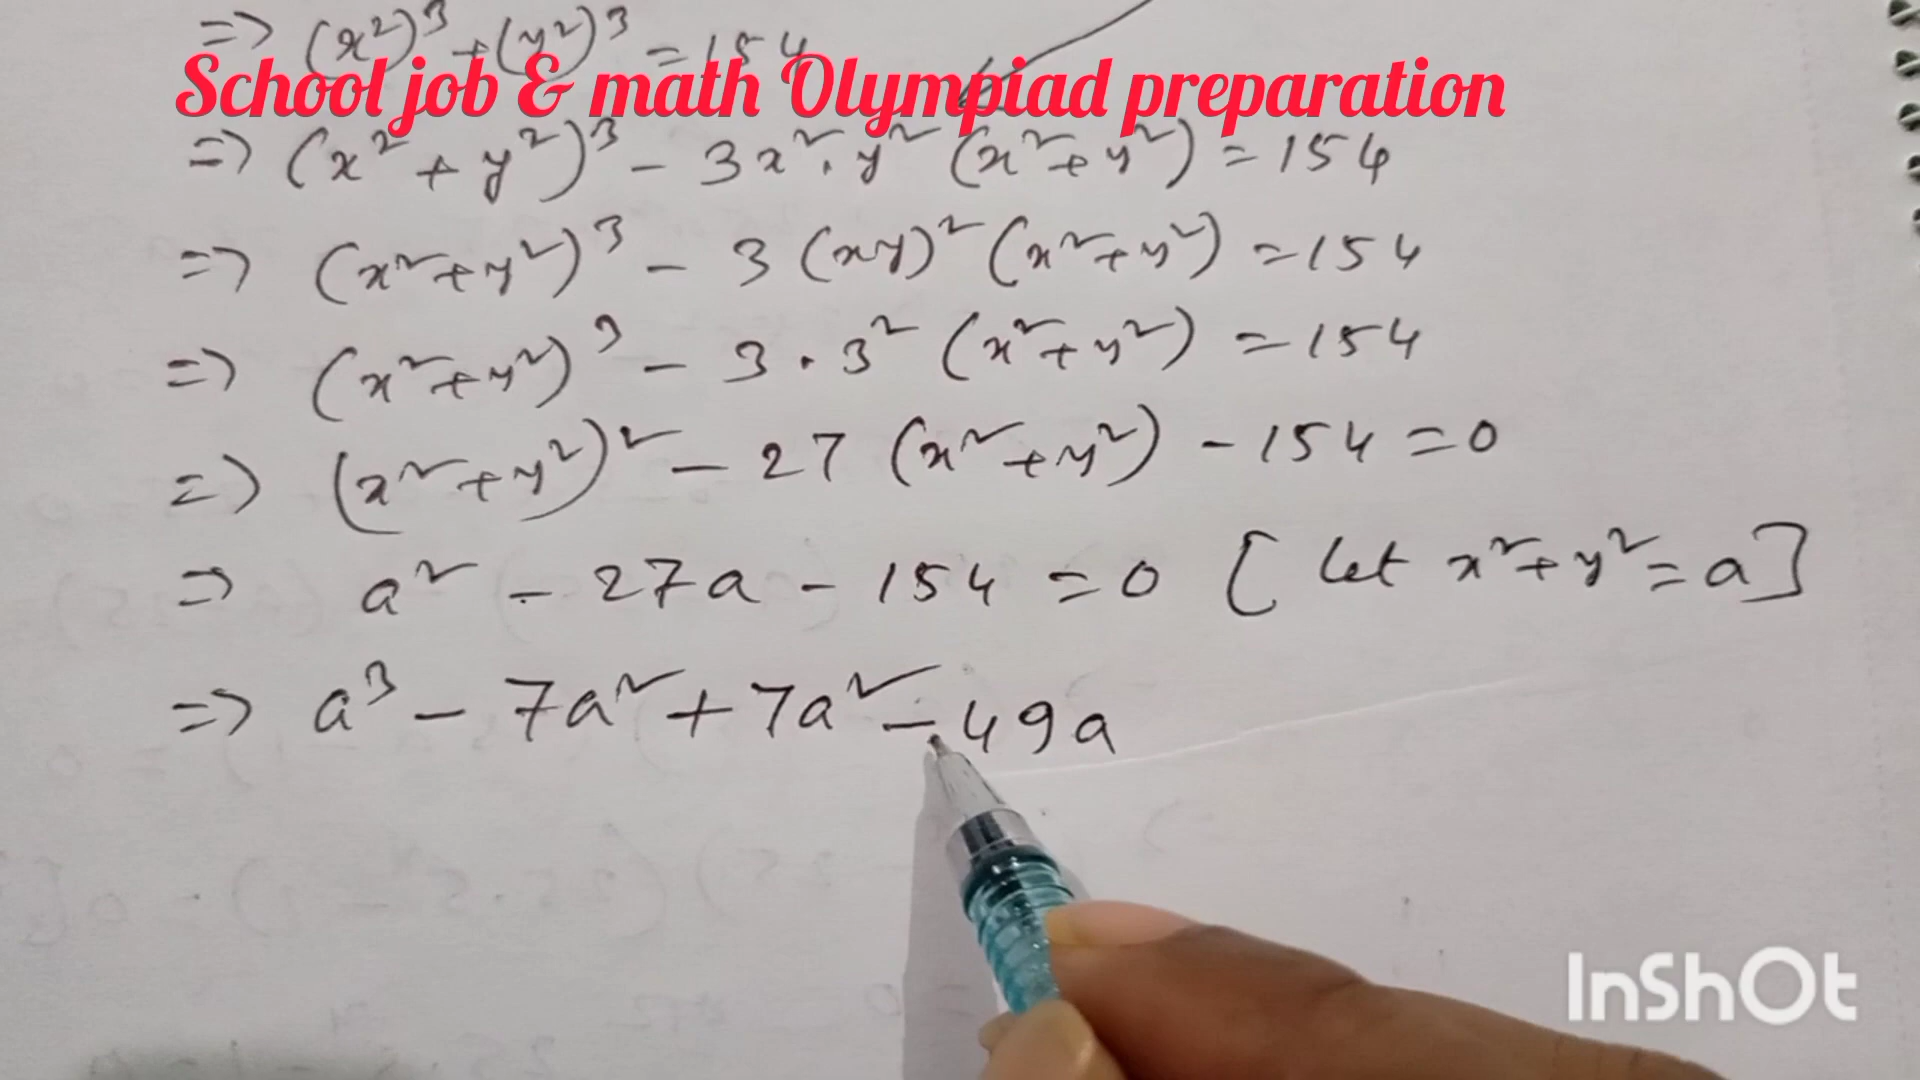 => (x²)³ + (y²)³ = 154
School job & math Olympiad preparation
=> (x² + y²)³ - 3x².y² (x² + y²) = 154
=> (x² + y²)³ - 3 (xy)² (x² + y²) = 154
=> (x² + y²)³ - 3 . 3² (x² + y²) = 154
=> (x² + y²)² - 27 (x² + y²) - 154 = 0
=> a² - 27a - 154 = 0 [ Let x² + y² = a ]
=> a³ - 7a² + 7a² - 49a
InShOt